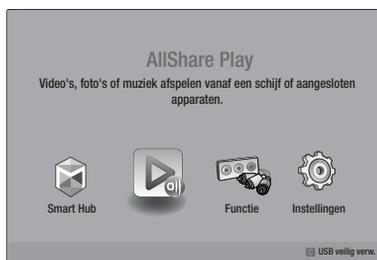 AllShare Play
Video's, foto's of muziek afspelen vanaf een schijf of aangesloten
apparaten.
Smart Hub
Functie
Instellingen
C USB veilig verw.